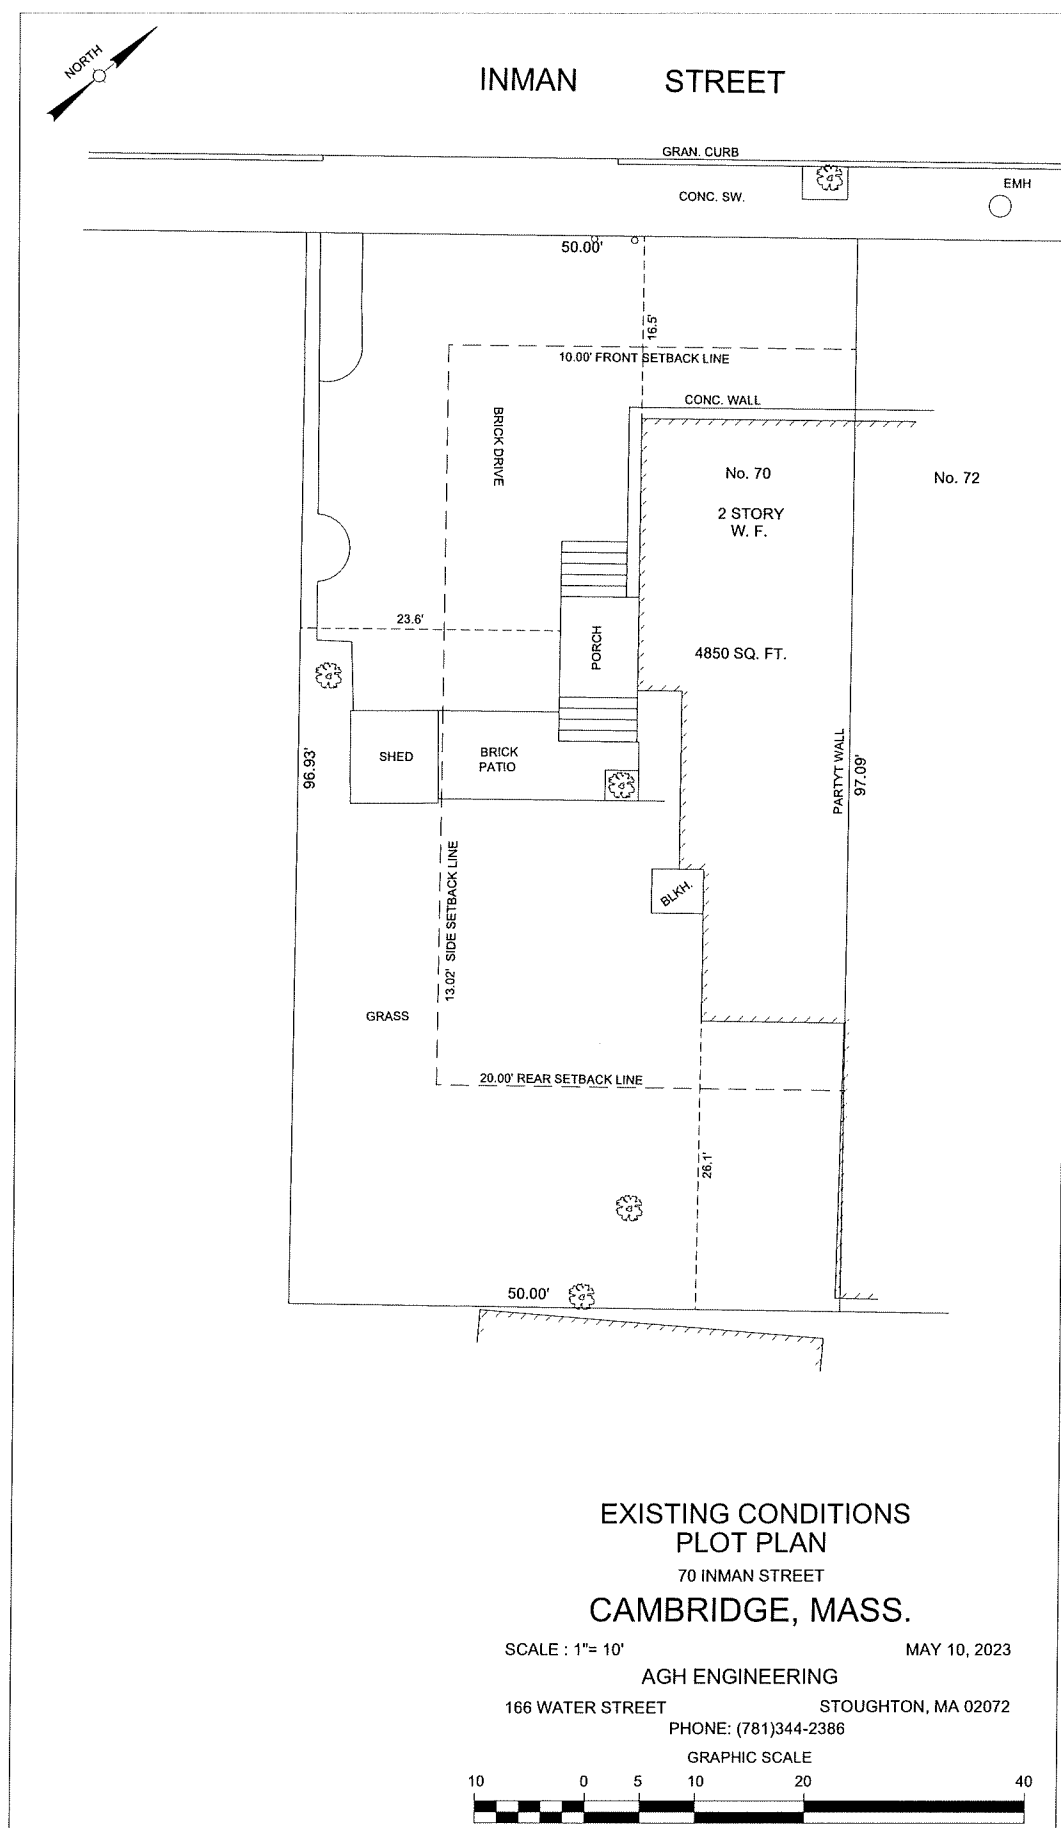 NORTH
INMAN STREET
GRAN. CURB
CONC. SW.
EMH
50.00'
16.5'
10.00' FRONT SETBACK LINE
CONC. WALL
BRICK DRIVE
No. 70
No. 72
2 STORY
W. F.
23.6'
PORCH
4850 SQ. FT.
SHED
BRICK
PATIO
96.93'
PARTYT WALL
97.09'
BLKH.
13.02' SIDE SETBACK LINE
GRASS
20.00' REAR SETBACK LINE
26.1'
50.00'
EXISTING CONDITIONS
PLOT PLAN
70 INMAN STREET
CAMBRIDGE, MASS.
SCALE : 1"= 10'
MAY 10, 2023
AGH ENGINEERING
166 WATER STREET
STOUGHTON, MA 02072
PHONE: (781)344-2386
GRAPHIC SCALE
10 0 5 10 20 40